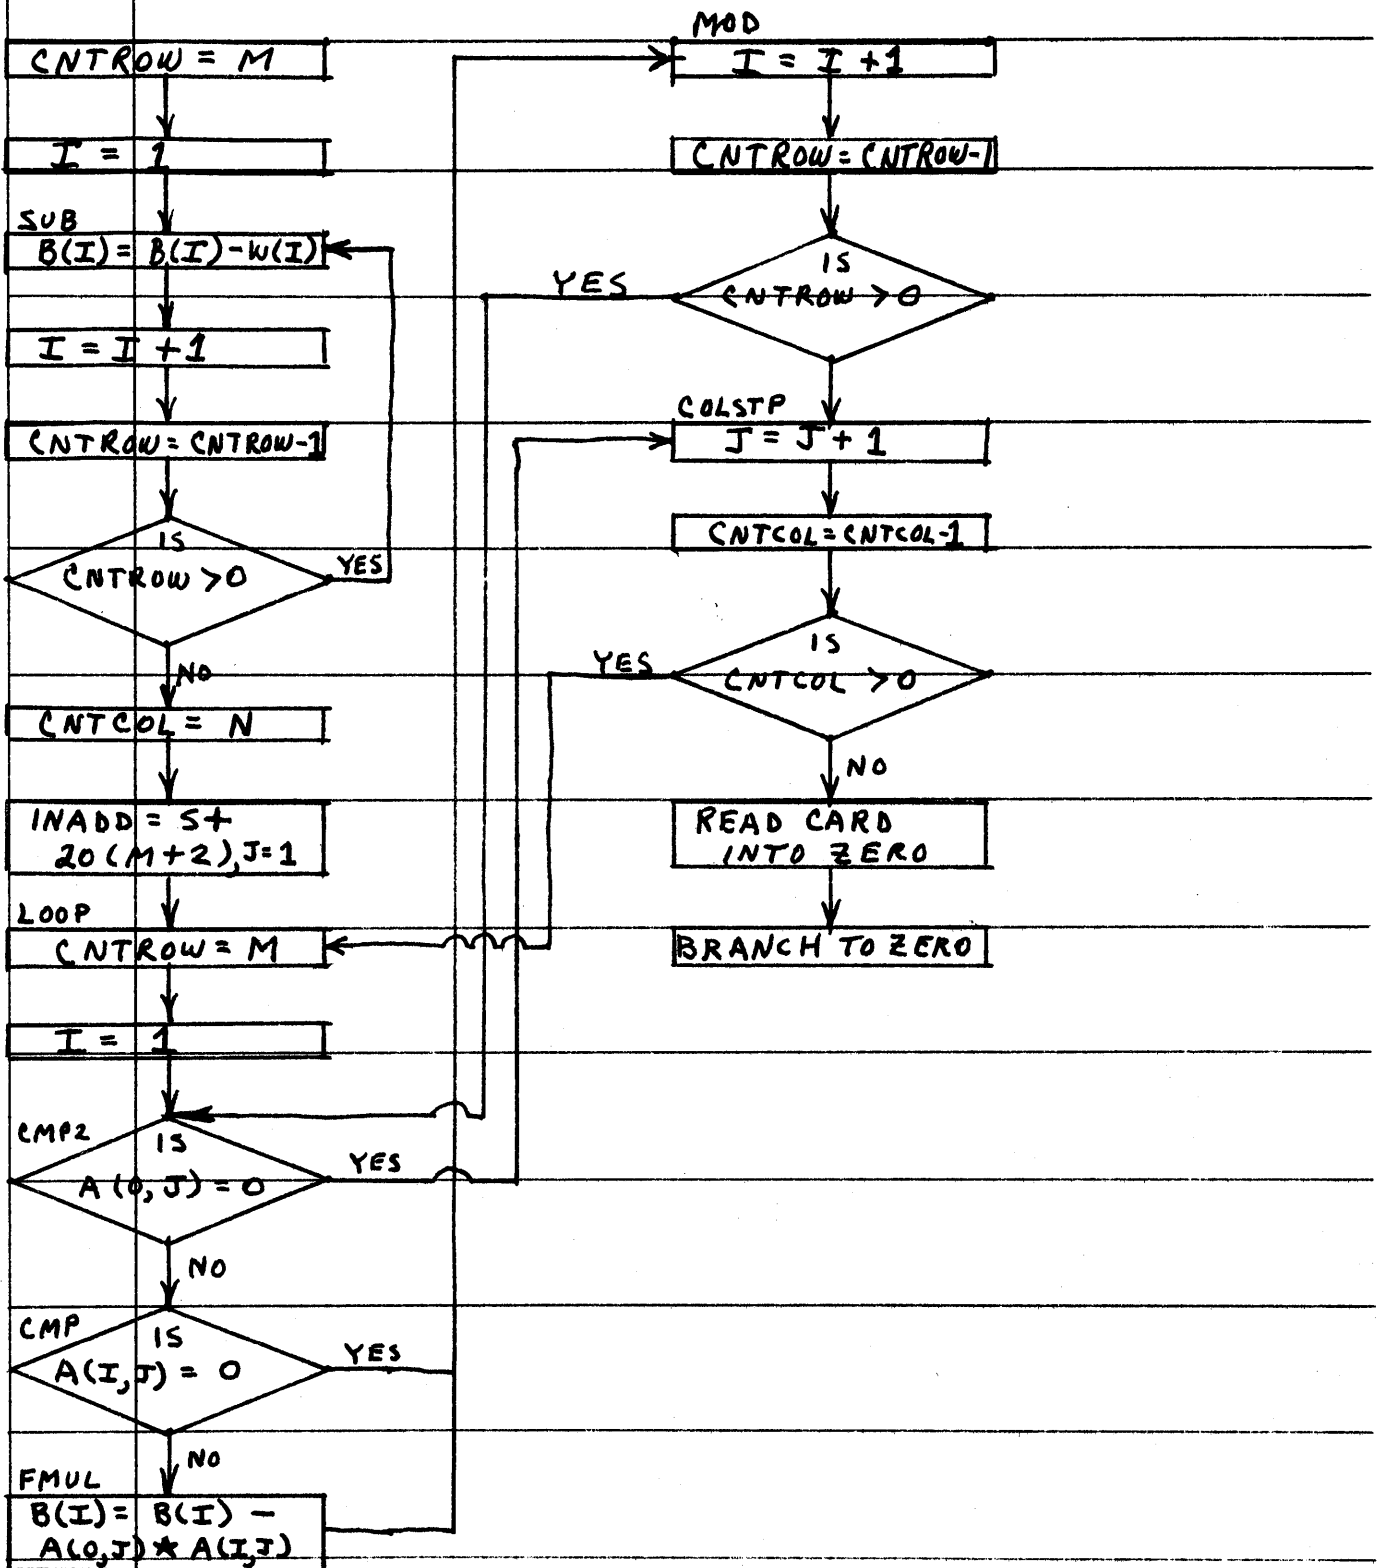 CNTROW = M
I = 1
SUB
B(I) = B(I) - W(I)
I = I + 1
CNTROW = CNTROW-1
IS
CNTROW > 0
YES
NO
CNTCOL = N
INADD = S+
20(M+2), J=1
LOOP
CNTROW = M
I = 1
CMP2
IS
A(0,J) = 0
YES
NO
CMP
IS
A(I,J) = 0
YES
NO
FMUL
B(I) = B(I) -
A(0,J) * A(I,J)
MOD
I = I + 1
CNTROW = CNTROW-1
IS
CNTROW > 0
YES
COLSTP
J = J + 1
CNTCOL = CNTCOL-1
IS
CNTCOL > 0
YES
NO
READ CARD
INTO ZERO
BRANCH TO ZERO